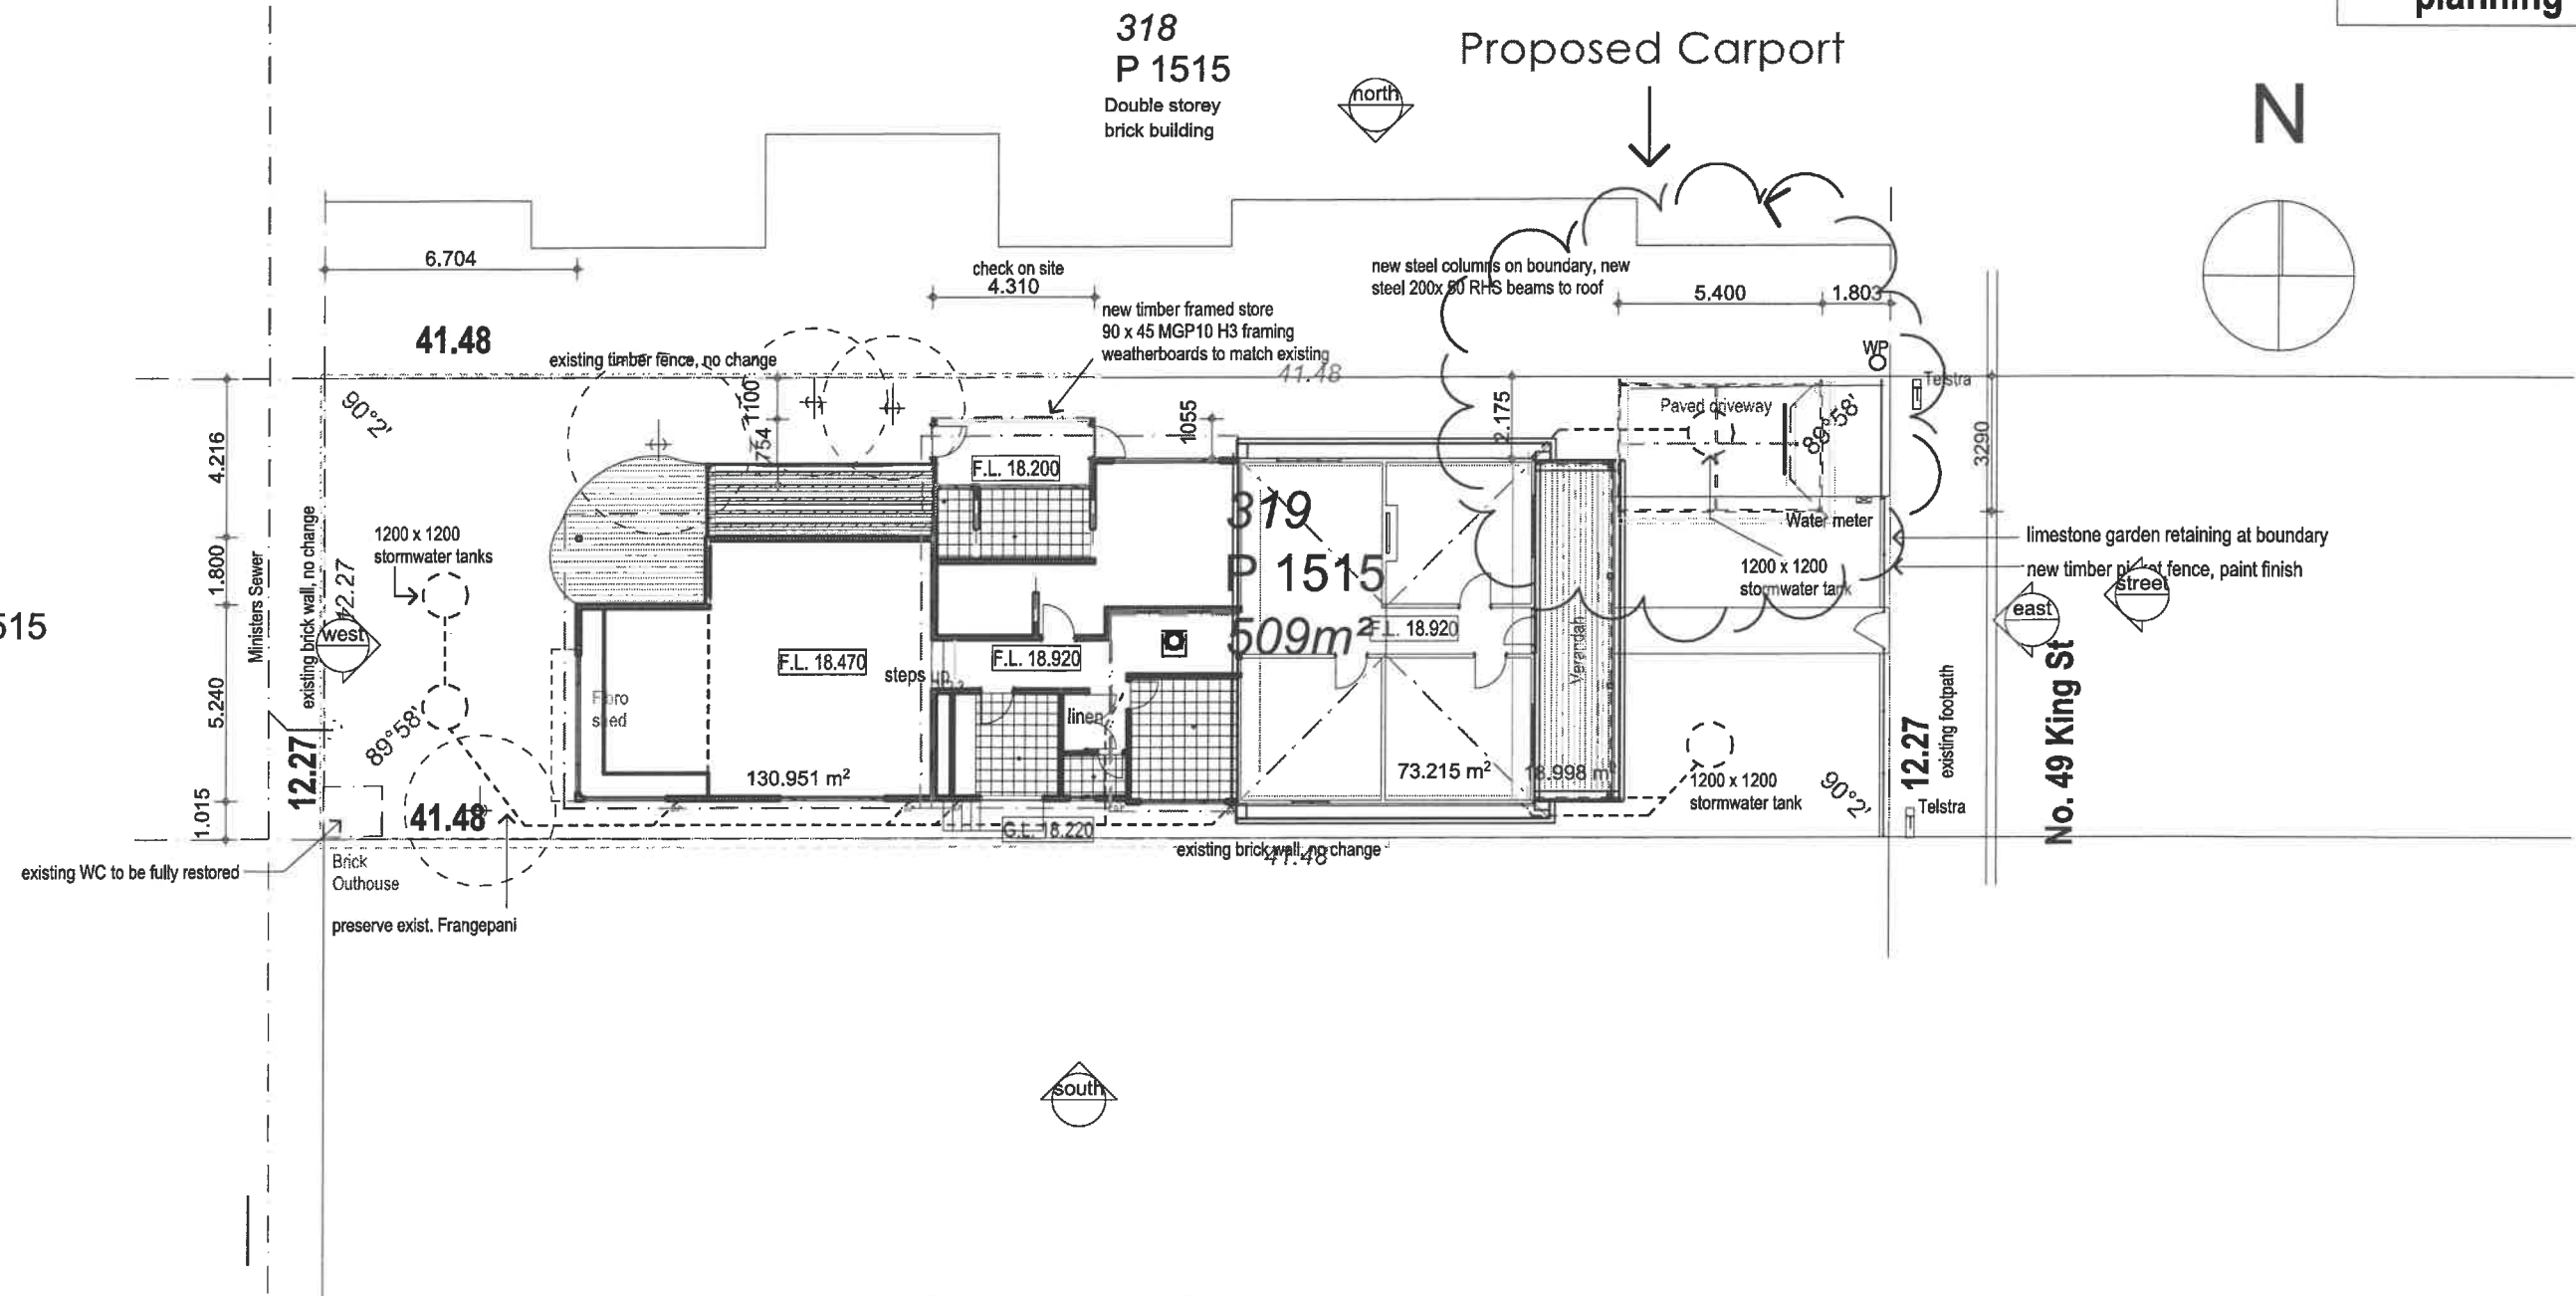 planning
318
P 1515
Double storey
brick building
Proposed Carport
north
N
6.704
check on site
4.310
new steel columns on boundary, new
steel 200x 50 RHS beams to roof
5.400
1.803
new timber framed store
90 x 45 MGP10 H3 framing
weatherboards to match existing
41.48
existing timber fence, no change
41.48
WP
Telstra
90°2'
1100
754
1055
2.175
Paved driveway
89°58'
3290
4.216
F.L. 18.200
319
P 1515
509m²
1200 x 1200
stormwater tanks
Water meter
limestone garden retaining at boundary
new timber picket fence, paint finish
1200 x 1200
stormwater tank
street
east
1.800
Ministers Sewer
existing brick wall, no change
12.27
west
515
F.L. 18.470
F.L. 18.920
F.L. 18.920
steps up
Verandah
Fibro
shed
linen
5.240
89°58'
12.27
130.951 m²
73.215 m²
18.998 m²
1200 x 1200
stormwater tank
90°2'
12.27
existing footpath
No. 49 King St
Telstra
1.015
41.48
G.L. 18.220
existing brick wall, no change
41.48
existing WC to be fully restored
Brick
Outhouse
preserve exist. Frangepani
south